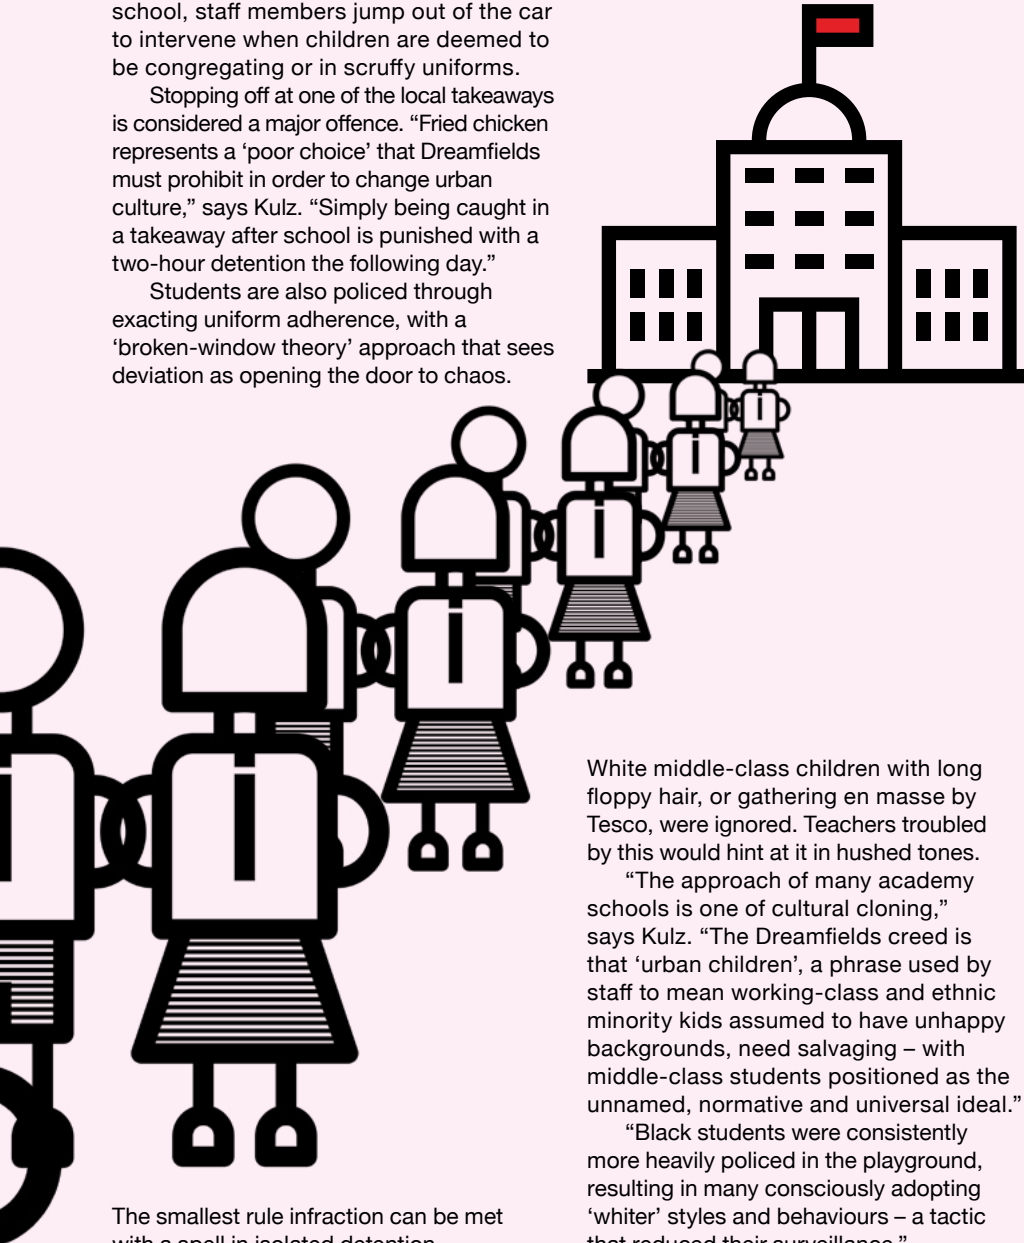 school, staff members jump out of the car
to intervene when children are deemed to
be congregating or in scruffy uniforms.
Stopping off at one of the local takeaways
is considered a major offence. “Fried chicken
represents a ‘poor choice’ that Dreamfields
must prohibit in order to change urban
culture,” says Kulz. “Simply being caught in
a takeaway after school is punished with a
two-hour detention the following day.”
Students are also policed through
exacting uniform adherence, with a
‘broken-window theory’ approach that sees
deviation as opening the door to chaos.
The smallest rule infraction can be met
with a spell in isolated detention.
White middle-class children with long
floppy hair, or gathering en masse by
Tesco, were ignored. Teachers troubled
by this would hint at it in hushed tones.
“The approach of many academy
schools is one of cultural cloning,”
says Kulz. “The Dreamfields creed is
that ‘urban children’, a phrase used by
staff to mean working-class and ethnic
minority kids assumed to have unhappy
backgrounds, need salvaging – with
middle-class students positioned as the
unnamed, normative and universal ideal.”
“Black students were consistently
more heavily policed in the playground,
resulting in many consciously adopting
‘whiter’ styles and behaviours – a tactic
that reduced their surveillance.”